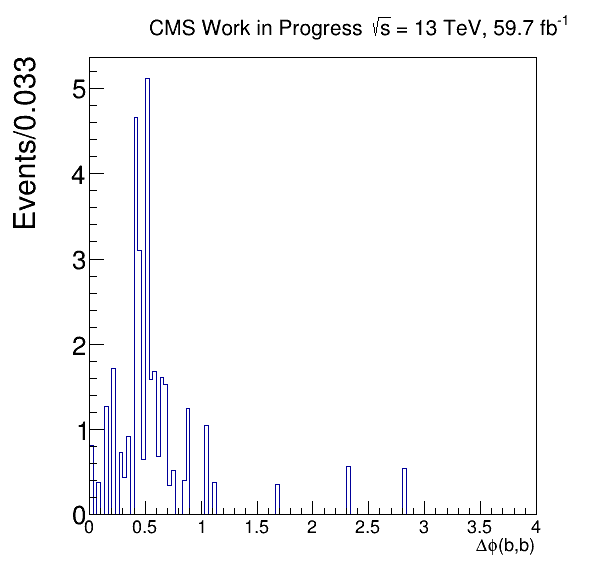 CMS Work in Progress √s = 13 TeV, 59.7 fb⁻¹
Events/0.033
5
4
3
2
1
0
0 0.5 1 1.5 2 2.5 3 3.5 4
Δϕ(b,b)